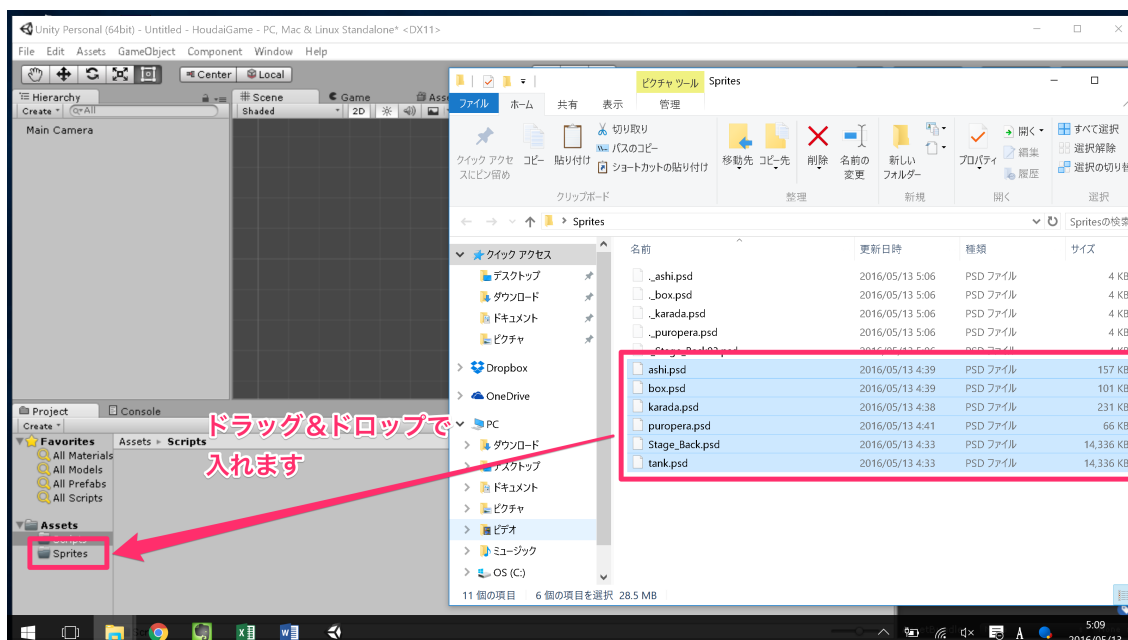 Unity Personal (64bit) - Untitled - HoudaiGame - PC, Mac & Linux Standalone* <DX11>
File Edit Assets GameObject Component Window Help
Center Local
Hierarchy
Create All
Main Camera
Scene Game Ass
Shaded 2D
Project Console
Create
Favorites
All Materials
All Models
All Prefabs
All Scripts
Assets
Sprites
Assets Scripts
ドラッグ&ドロップで
入れます
ピクチャ ツール Sprites
ファイル ホーム 共有 表示 管理
クイック アクセスにピン留め
コピー
貼り付け
切り取り
パスのコピー
ショートカットの貼り付け
クリップボード
移動先 コピー先 削除 名前の変更
整理
新しいフォルダー
新規
プロパティ
開く
編集
履歴
開く
すべて選択
選択解除
選択の切り替
選択
Sprites
Spritesの検索
クイック アクセス
デスクトップ
ダウンロード
ドキュメント
ピクチャ
Dropbox
OneDrive
PC
ダウンロード
デスクトップ
ドキュメント
ピクチャ
ビデオ
ミュージック
OS (C:)
名前 更新日時 種類 サイズ
._ashi.psd 2016/05/13 5:06 PSD ファイル 4 KB
._box.psd 2016/05/13 5:06 PSD ファイル 4 KB
._karada.psd 2016/05/13 5:06 PSD ファイル 4 KB
._puropera.psd 2016/05/13 5:06 PSD ファイル 4 KB
ashi.psd 2016/05/13 4:39 PSD ファイル 157 KB
box.psd 2016/05/13 4:39 PSD ファイル 101 KB
karada.psd 2016/05/13 4:38 PSD ファイル 231 KB
puropera.psd 2016/05/13 4:41 PSD ファイル 66 KB
Stage_Back.psd 2016/05/13 4:33 PSD ファイル 14,336 KB
tank.psd 2016/05/13 4:33 PSD ファイル 14,336 KB
11 個の項目 6 個の項目を選択 28.5 MB
A
5:09
2016/05/13